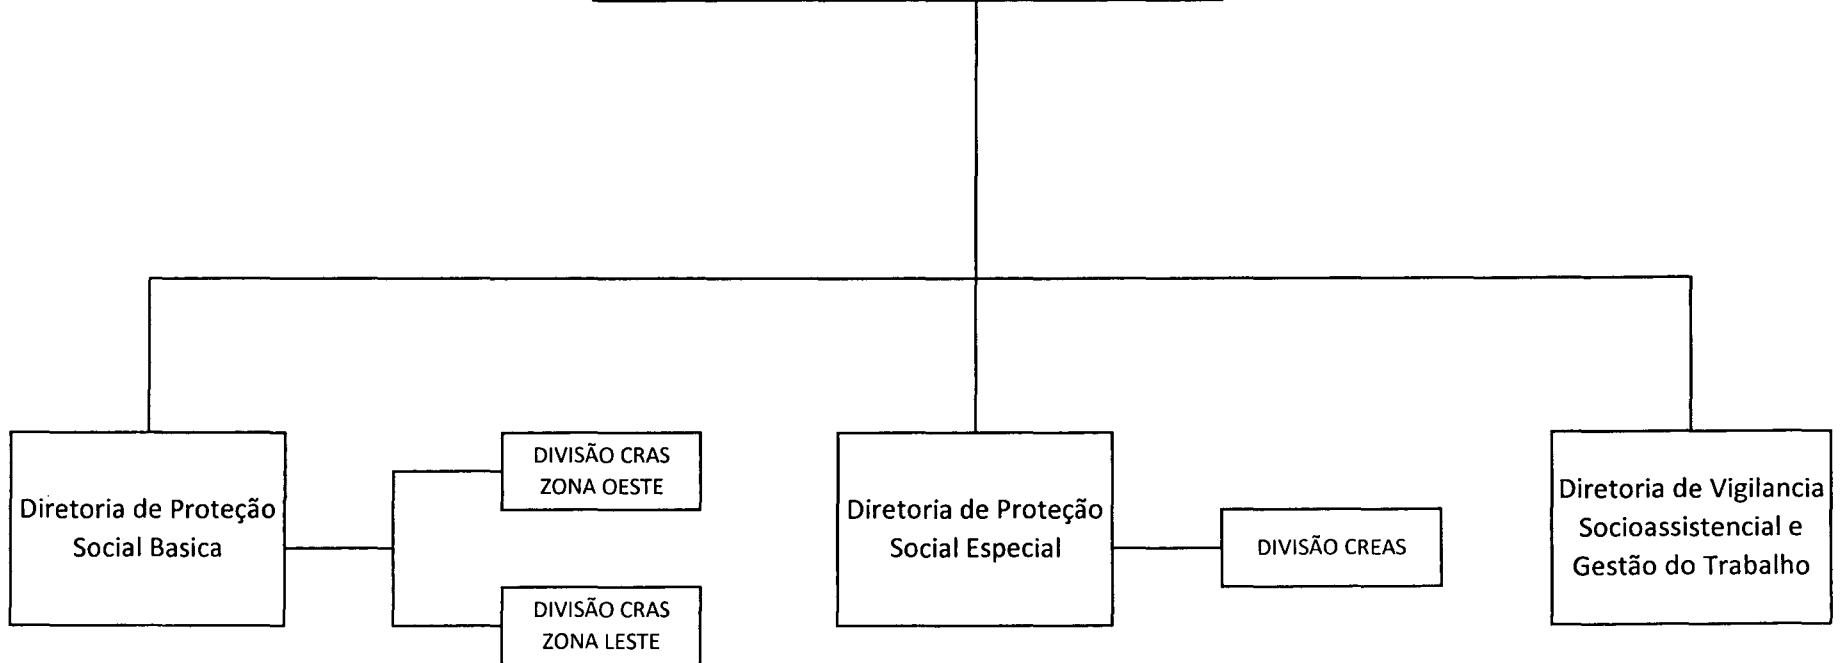 Diretoria de Proteção
Social Basica
DIVISÃO CRAS
ZONA OESTE
DIVISÃO CRAS
ZONA LESTE
Diretoria de Proteção
Social Especial
DIVISÃO CREAS
Diretoria de Vigilancia
Socioassistencial e
Gestão do Trabalho